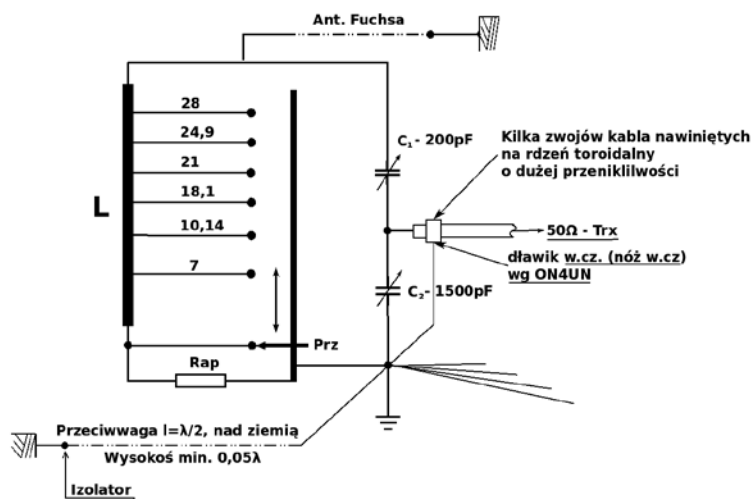 Ant. Fuchsa
28
24,9
21
18,1
10,14
7
L
C₁ - 200pF
Kilka zwojów kabla nawiniętych
na rdzeń toroidalny
o dużej przeniklilwości
50Ω - Trx
dławik w.cz. (nóż w.cz)
wg ON4UN
C₂ - 1500pF
Prz
Rap
Przeciwwaga l=λ/2, nad ziemią
Wysokoś min. 0,05λ
Izolator